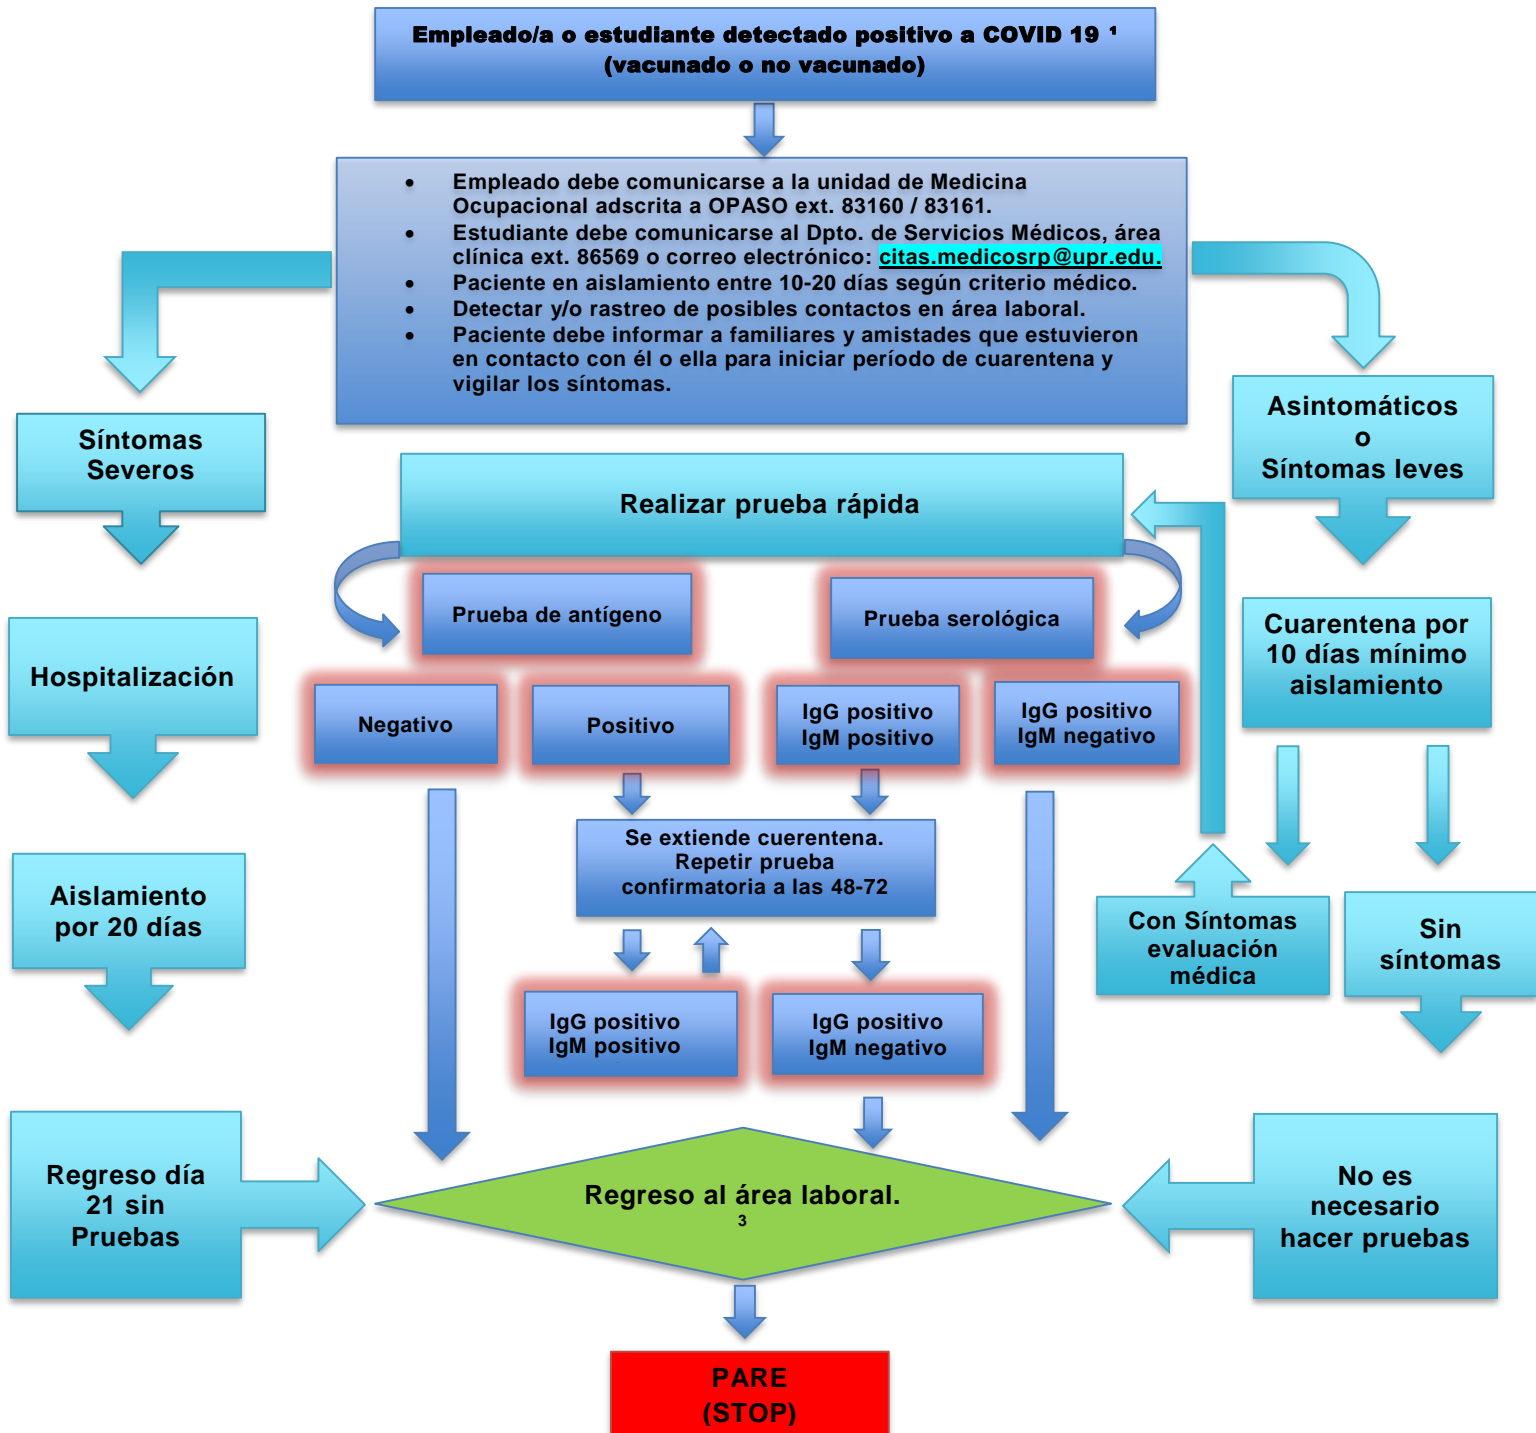 Empleado/a o estudiante detectado positivo a COVID 19 ¹
(vacunado o no vacunado)
• Empleado debe comunicarse a la unidad de Medicina
Ocupacional adscrita a OPASO ext. 83160 / 83161.
• Estudiante debe comunicarse al Dpto. de Servicios Médicos, área
clínica ext. 86569 o correo electrónico: citas.medicosrp@upr.edu.
• Paciente en aislamiento entre 10-20 días según criterio médico.
• Detectar y/o rastreo de posibles contactos en área laboral.
• Paciente debe informar a familiares y amistades que estuvieron
en contacto con él o ella para iniciar período de cuarentena y
vigilar los síntomas.
Síntomas
Severos
Hospitalización
Aislamiento
por 20 días
Regreso día
21 sin
Pruebas
Realizar prueba rápida
Prueba de antígeno
Prueba serológica
Negativo
Positivo
IgG positivo
IgM positivo
IgG positivo
IgM negativo
Se extiende cuerentena.
Repetir prueba
confirmatoria a las 48-72
IgG positivo
IgM positivo
IgG positivo
IgM negativo
Asintomáticos
o
Síntomas leves
Cuarentena por
10 días mínimo
aislamiento
Con Síntomas
evaluación
médica
Sin
síntomas
No es
necesario
hacer pruebas
Regreso al área laboral.
3
PARE
(STOP)